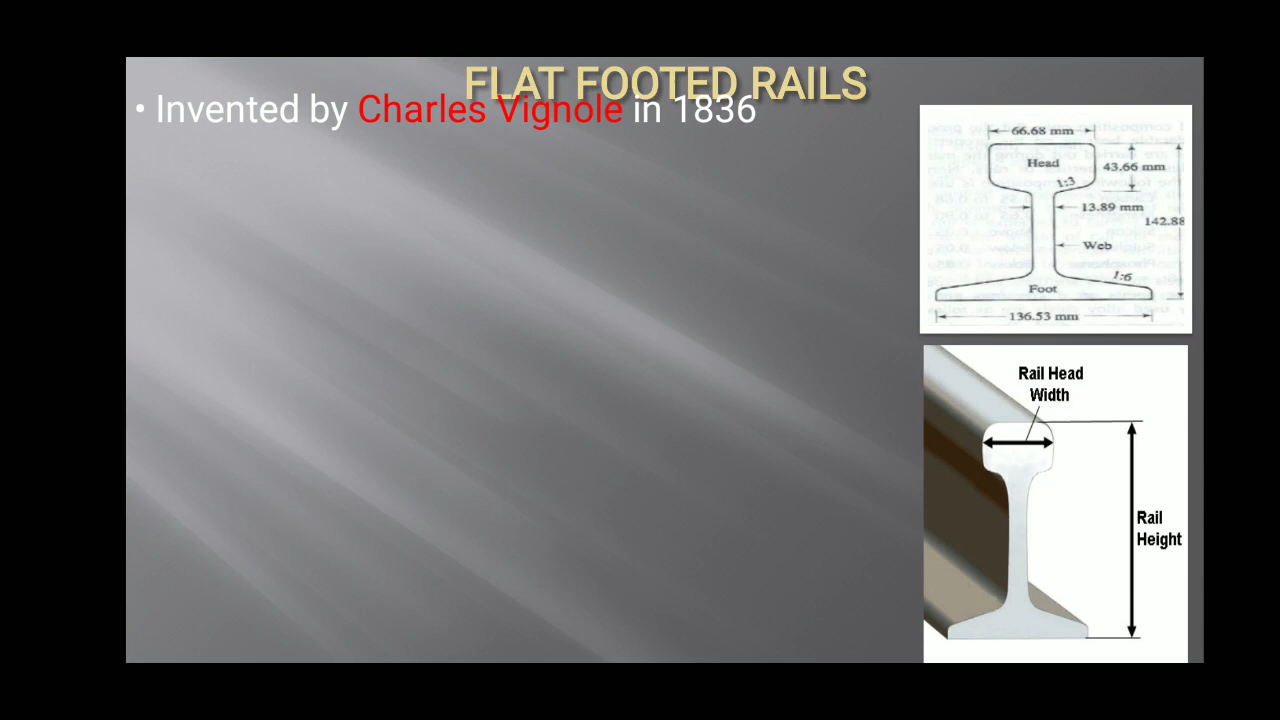 FLAT FOOTED RAILS
• Invented by Charles Vignole in 1836
66.68 mm
Head
43.66 mm
1:3
13.89 mm
142.88
Web
1:6
Foot
136.53 mm
Rail Head
Width
Rail
Height